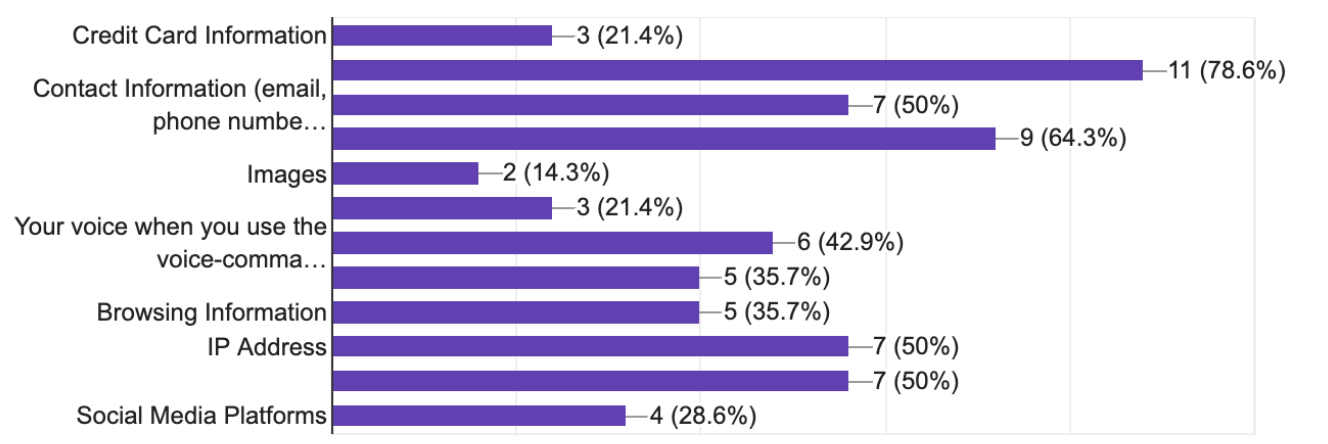 Credit Card Information
3 (21.4%)
11 (78.6%)
Contact Information (email,
phone numbe…
7 (50%)
9 (64.3%)
Images
2 (14.3%)
3 (21.4%)
Your voice when you use the
voice-comma…
6 (42.9%)
5 (35.7%)
Browsing Information
5 (35.7%)
IP Address
7 (50%)
7 (50%)
Social Media Platforms
4 (28.6%)